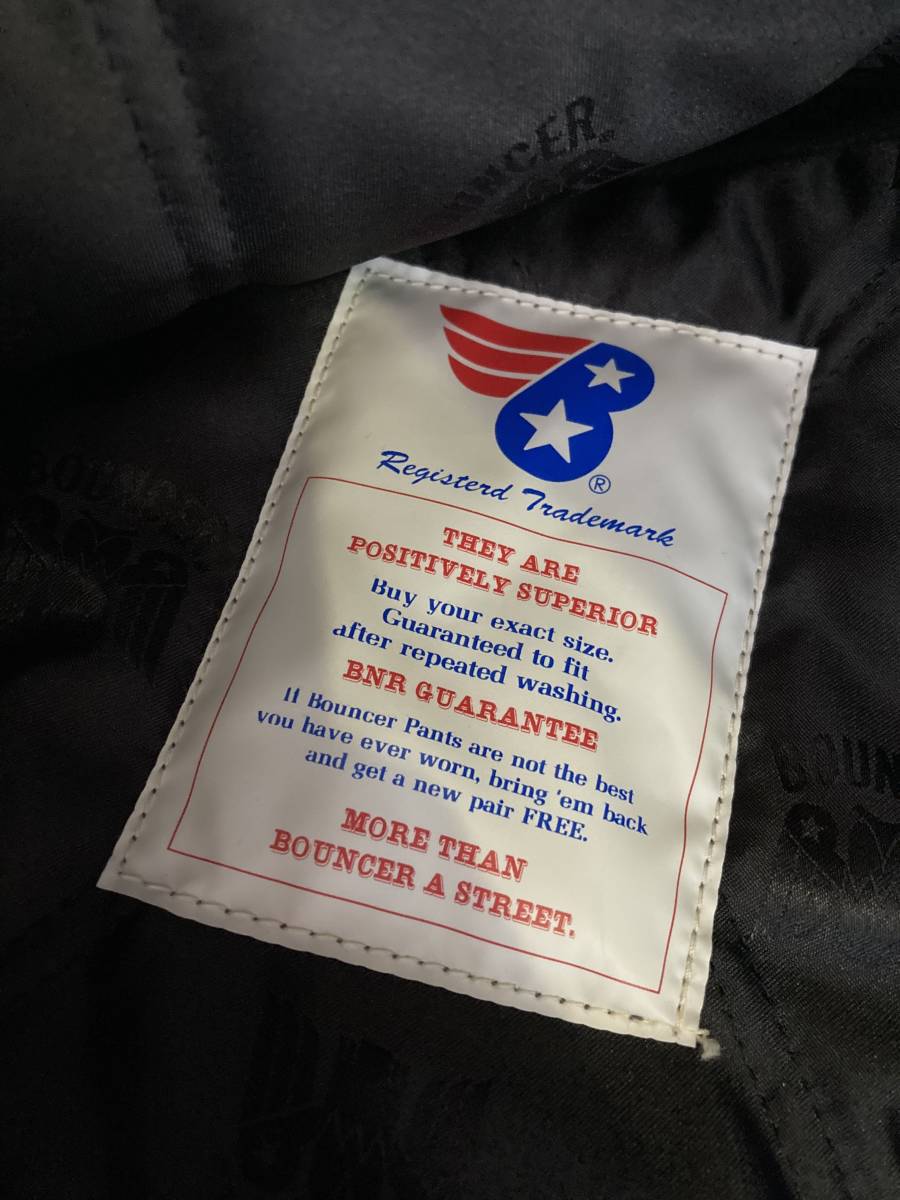 UNCER.
®
Registerd Trademark
THEY ARE
POSITIVELY SUPERIOR
Buy your exact size.
Guaranteed to fit
after repeated washing.
BNR GUARANTEE
If Bouncer Pants are not the best
you have ever worn, bring 'em back
and get a new pair FREE.
MORE THAN
BOUNCER A STREET.
BOUN